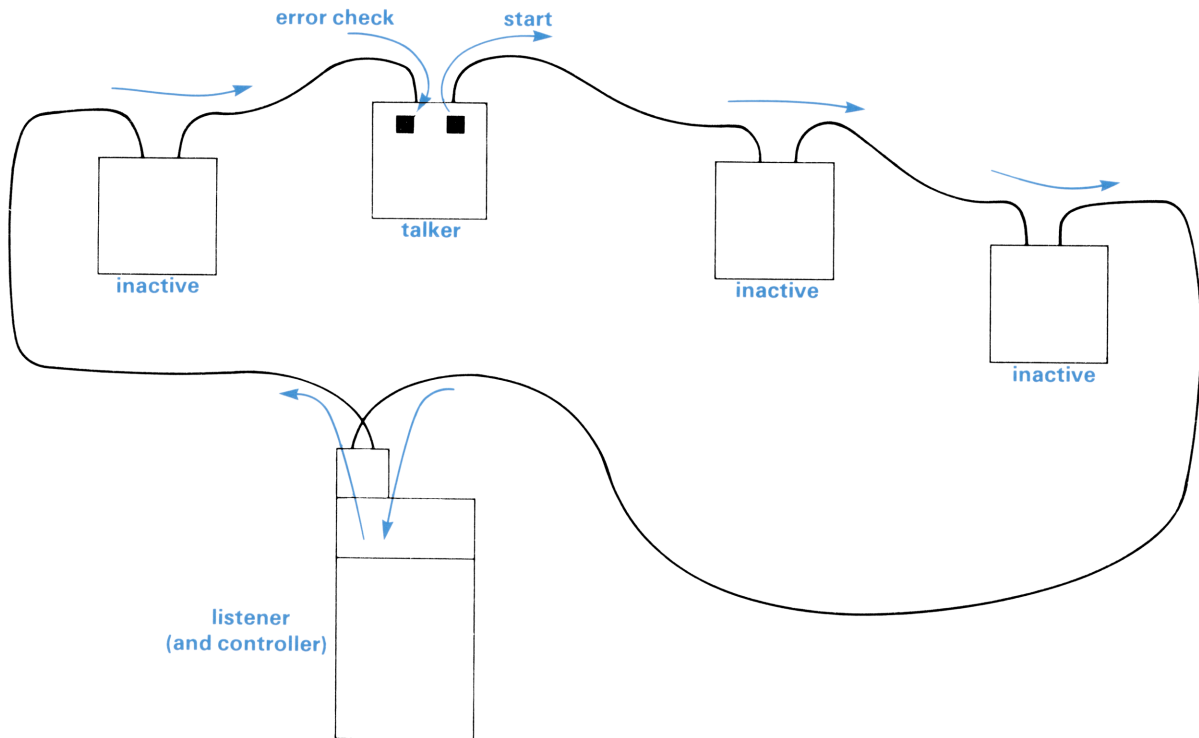 error check
start
talker
inactive
inactive
inactive
listener
(and controller)